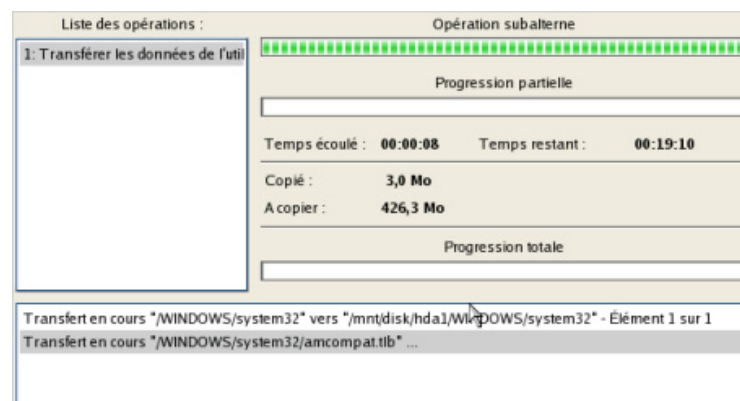 Liste des opérations :
Opération subalterne
1: Transférer les données de l'util
Progression partielle
Temps écoulé : 00:00:08 Temps restant : 00:19:10
Copié : 3,0 Mo
A copier : 426,3 Mo
Progression totale
Transfert en cours "/WINDOWS/system32" vers "/mnt/disk/hda1/WINDOWS/system32" - Élément 1 sur 1
Transfert en cours "/WINDOWS/system32/amcompat.tlb" ...